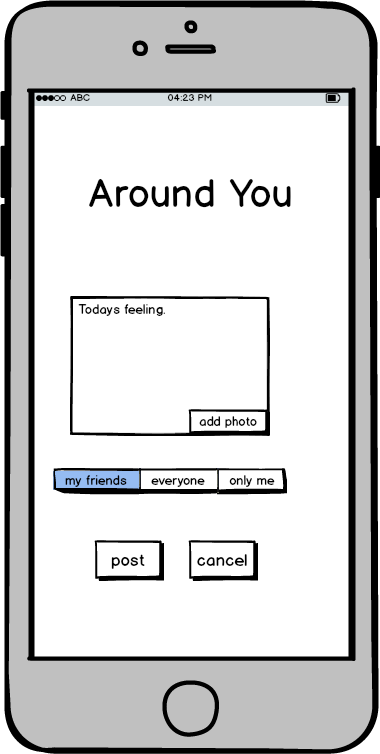 ABC 04:23 PM
Around You
Todays feeling.
add photo
my friends everyone only me
post cancel